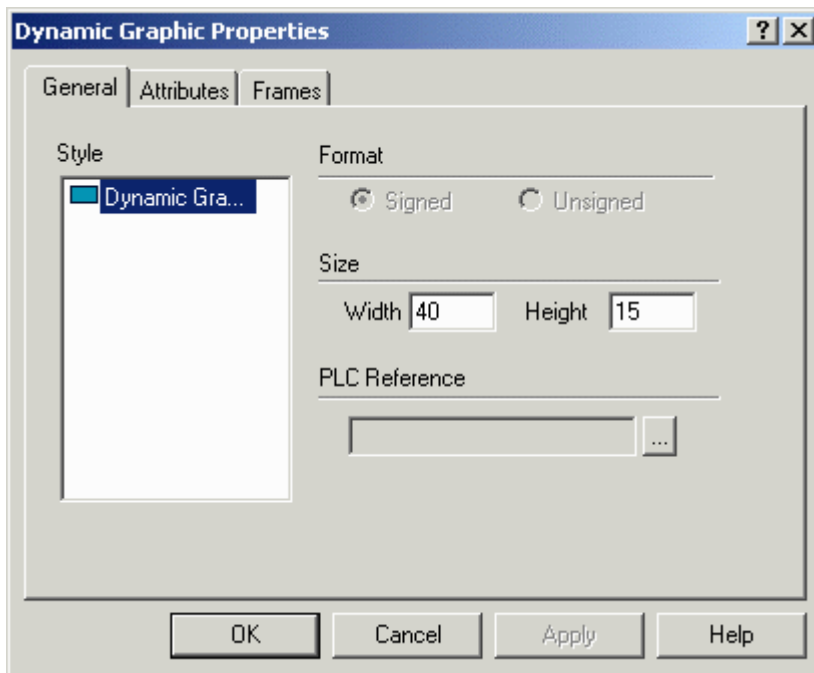 Dynamic Graphic Properties
General Attributes Frames
Style
Dynamic Gra...
Format
Signed Unsigned
Size
Width 40 Height 15
PLC Reference
...
OK Cancel Apply Help